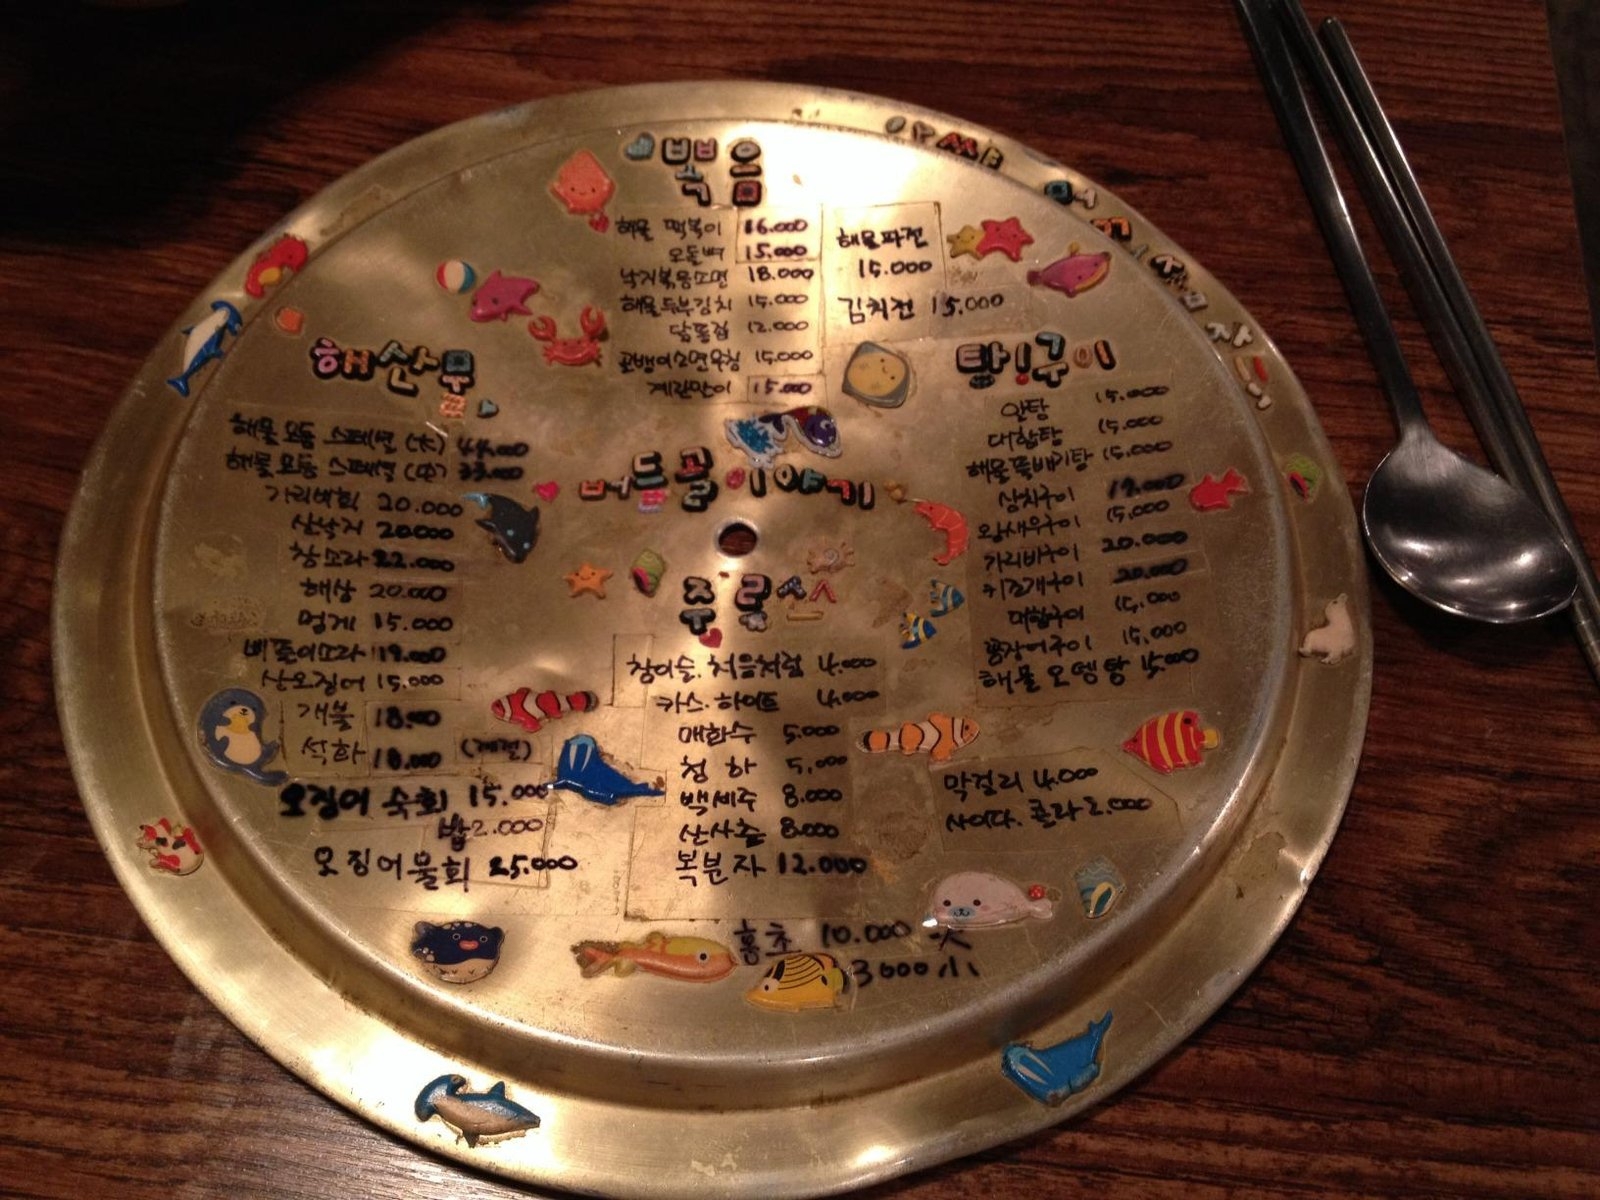 볶음
해물 떡볶이 16.000
오돌뼈 15.000
낙지볶음소면 18.000
해물두부김치 15.000
닭똥집 12.000
골뱅이소면무침 15.000
계란말이 15.000
해물파전
15.000
김치전 15.000
해산물
해물모듬 스페셜 (大) 44.000
해물모듬 스페셜 (小) 33.000
가리비회 20.000
산낙지 20.000
참소라 22.000
해삼 20.000
멍게 15.000
삐뚤이소라 19.000
산오징어 15.000
개불 18.000
석화 18.000 (계절)
오징어 숙회 15.000
밥 2.000
오징어물회 25.000
탕!구이
알탕 15.000
대합탕 15.000
해물뚝배기탕 15.000
삼치구이 19.000
왕새우구이 15.000
가리비구이 20.000
키조개구이 20.000
대합구이 15.000
꼼장어구이 15.000
해물 오뎅탕 15.000
버드골이야기
주류
참이슬.처음처럼 4.000
카스.하이트 4.000
매화수 5.000
청하 5.000
백세주 8.000
산사춘 8.000
복분자 12.000
막걸리 4.000
사이다.콜라 2.000
홍초 10.000 大
3000 小